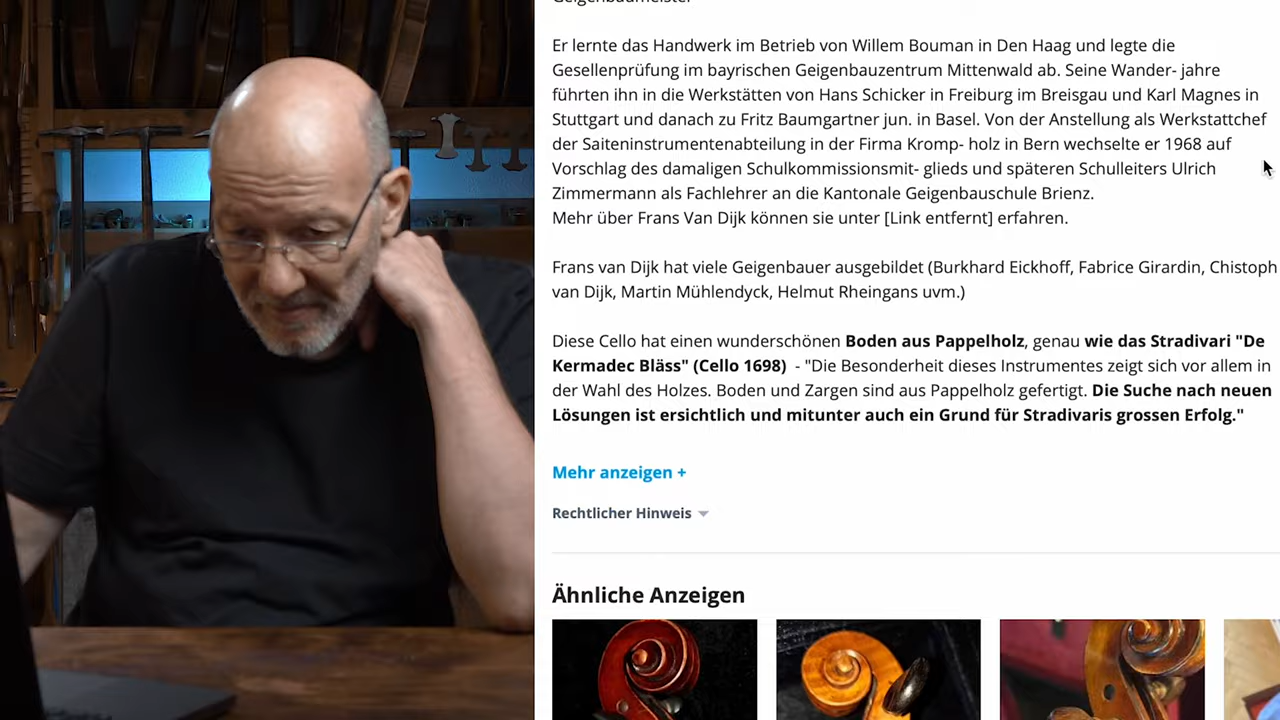 Geigenbaumeister
Er lernte das Handwerk im Betrieb von Willem Bouman in Den Haag und legte die
Gesellenprüfung im bayrischen Geigenbauzentrum Mittenwald ab. Seine Wander- jahre
führten ihn in die Werkstätten von Hans Schicker in Freiburg im Breisgau und Karl Magnes in
Stuttgart und danach zu Fritz Baumgartner jun. in Basel. Von der Anstellung als Werkstattchef
der Saiteninstrumentenabteilung in der Firma Kromp- holz in Bern wechselte er 1968 auf
Vorschlag des damaligen Schulkommissionsmit- glieds und späteren Schulleiters Ulrich
Zimmermann als Fachlehrer an die Kantonale Geigenbauschule Brienz.
Mehr über Frans Van Dijk können sie unter [Link entfernt] erfahren.
Frans van Dijk hat viele Geigenbauer ausgebildet (Burkhard Eickhoff, Fabrice Girardin, Chistoph
van Dijk, Martin Mühlendyck, Helmut Rheingans uvm.)
Diese Cello hat einen wunderschönen Boden aus Pappelholz, genau wie das Stradivari "De
Kermadec Bläss" (Cello 1698) - "Die Besonderheit dieses Instrumentes zeigt sich vor allem in
der Wahl des Holzes. Boden und Zargen sind aus Pappelholz gefertigt. Die Suche nach neuen
Lösungen ist ersichtlich und mitunter auch ein Grund für Stradivaris grossen Erfolg."
Mehr anzeigen +
Rechtlicher Hinweis
Ähnliche Anzeigen